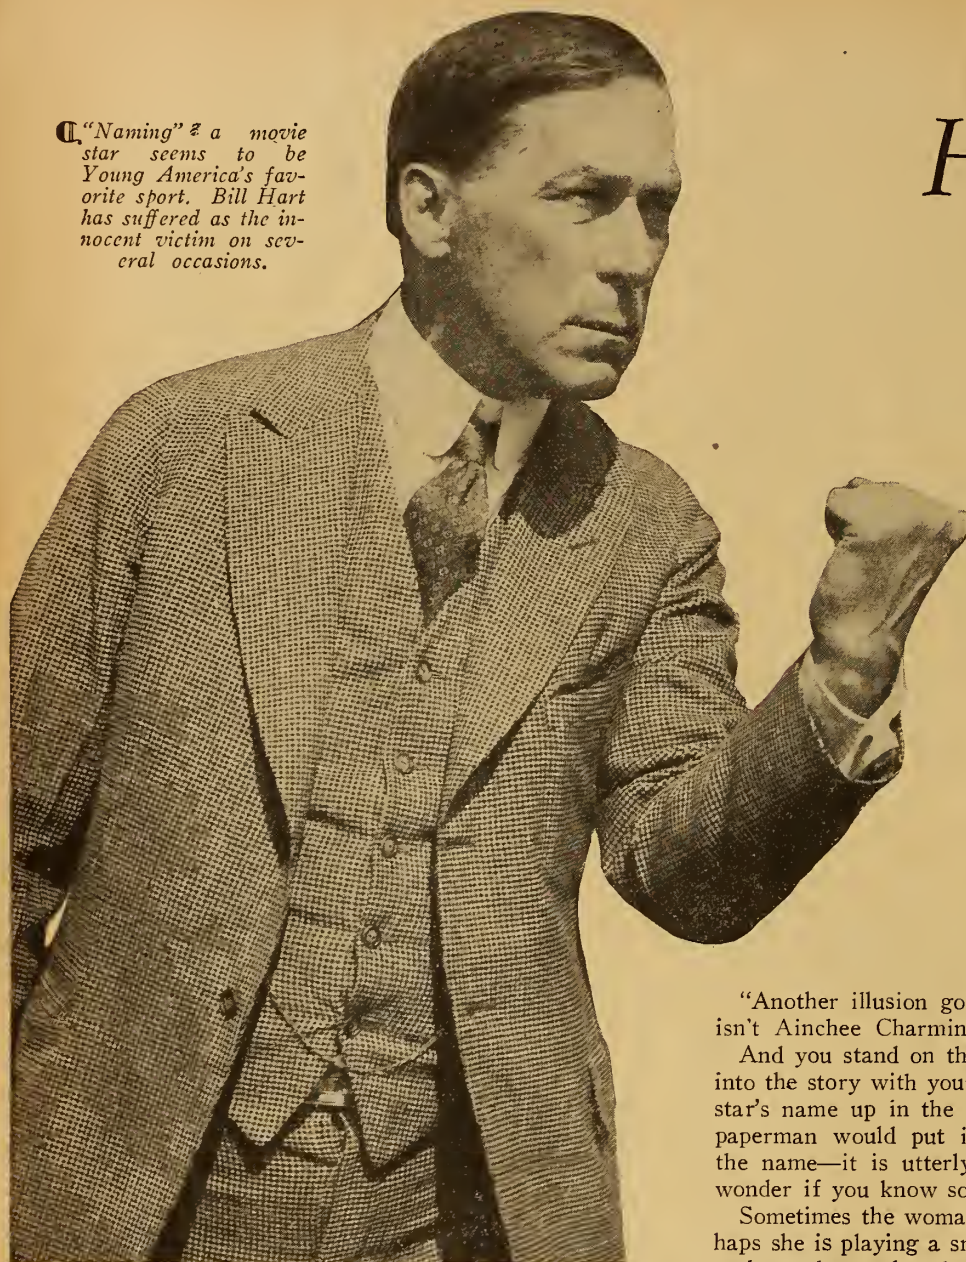 "Naming" a movie
star seems to be
Young America's fav-
orite sport. Bill Hart
has suffered as the in-
nocent victim on sev-
eral occasions.
H
"Another illusion go
isn't Ainchee Charmin
And you stand on th
into the story with you
star's name up in the
paperman would put i
the name—it is utterly
wonder if you know so
Sometimes the woma
haps she is playing a sn